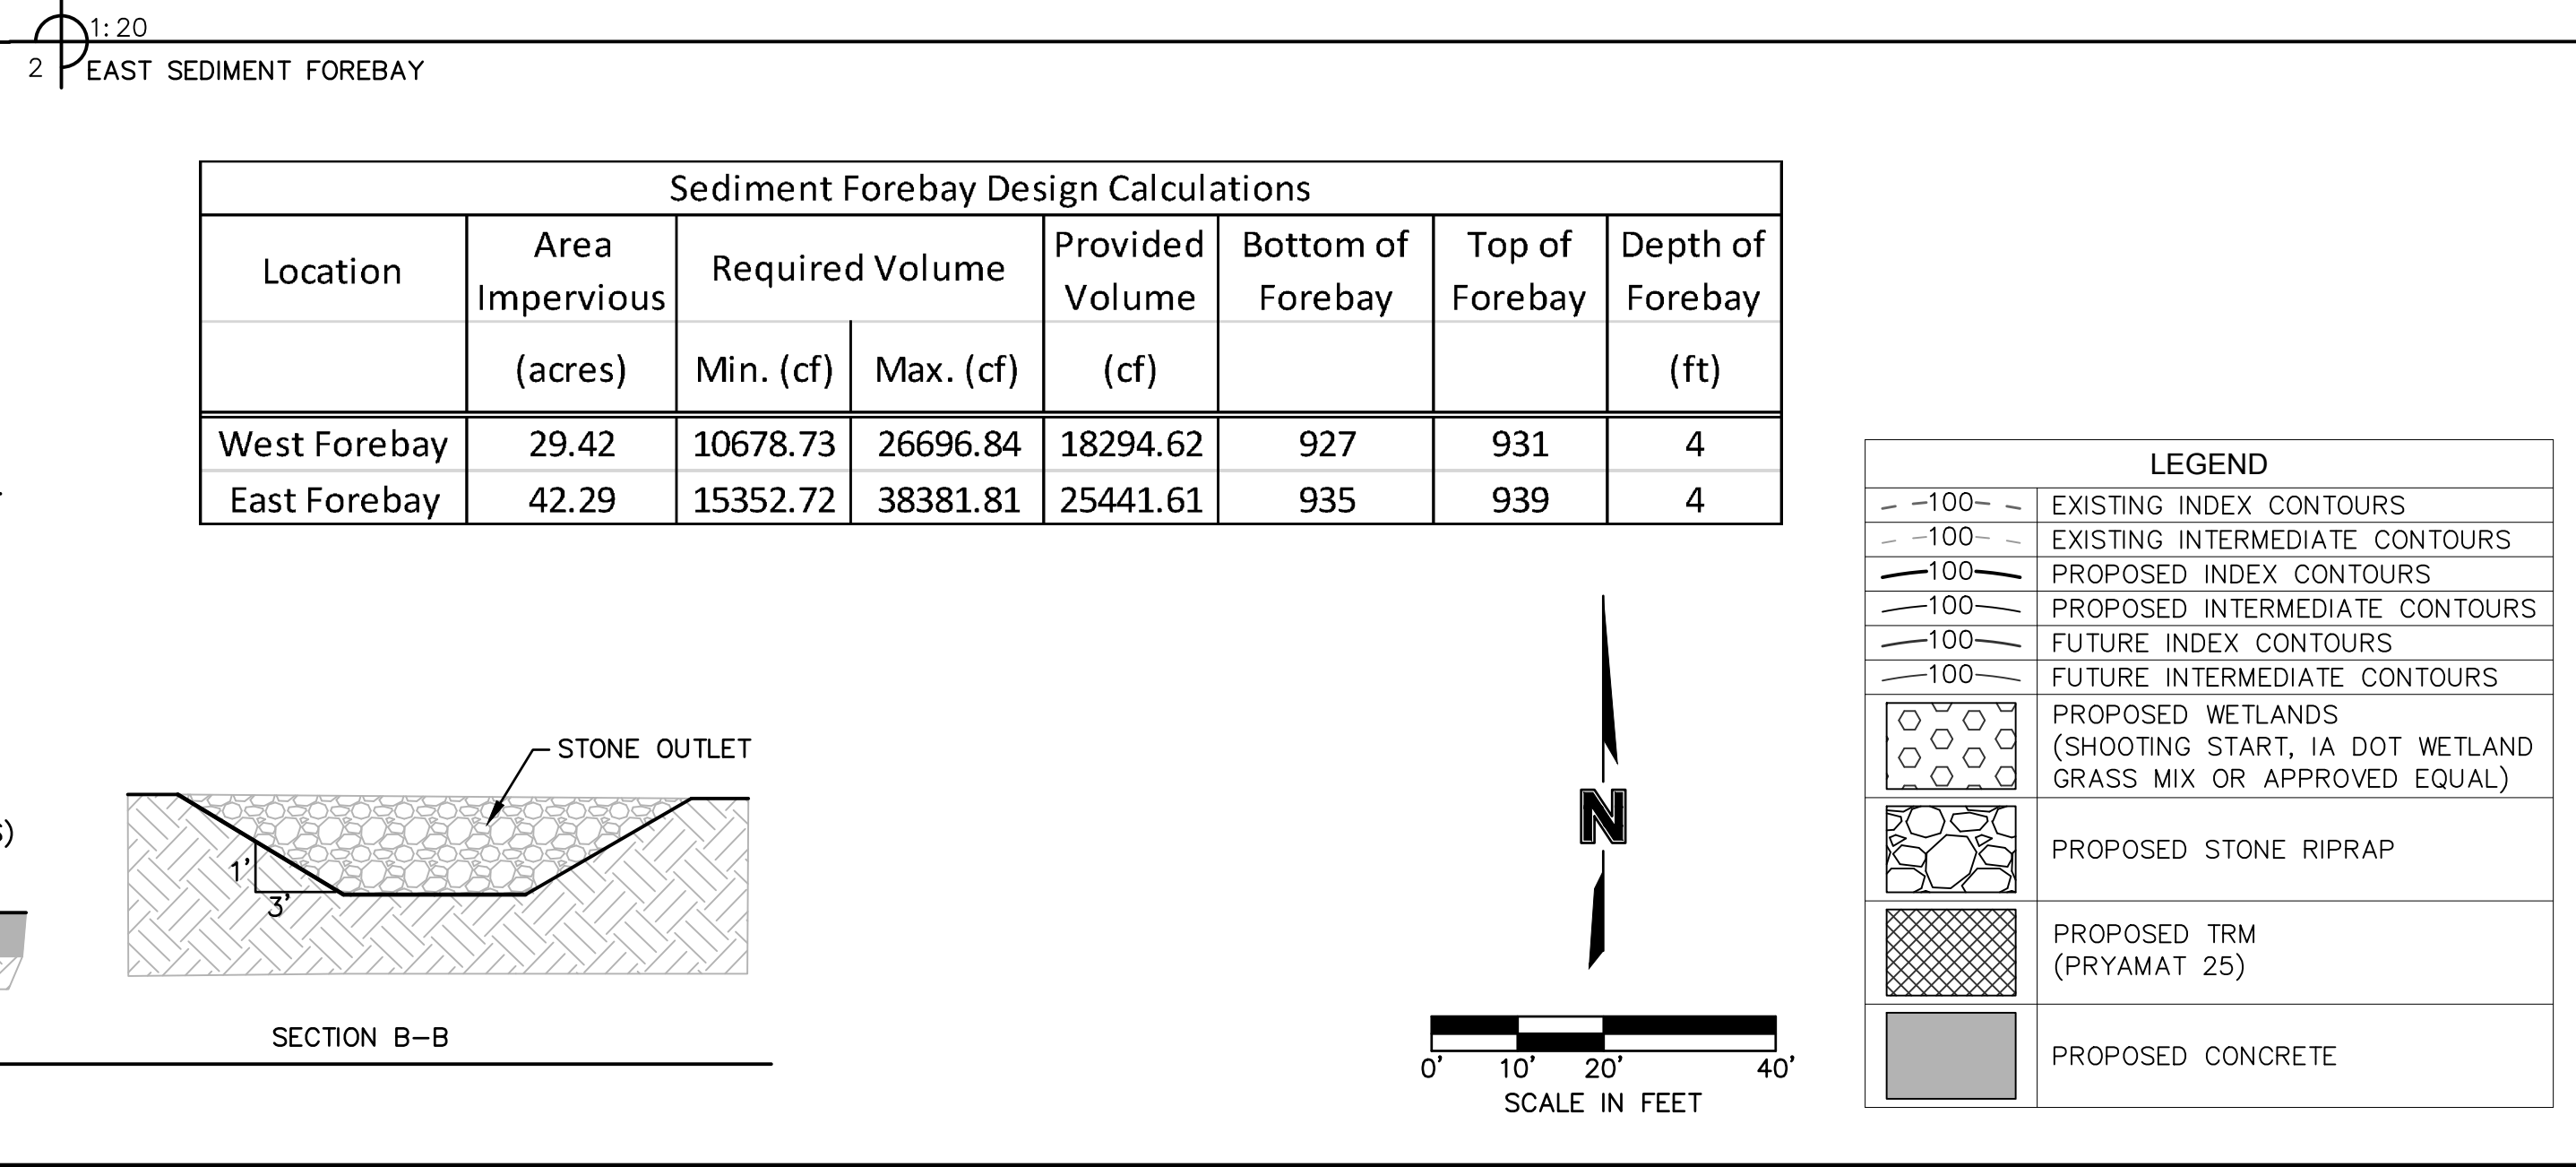 1:20
2 EAST SEDIMENT FOREBAY
Sediment Forebay Design Calculations
Location Area Impervious Required Volume Provided Volume Bottom of Forebay Top of Forebay Depth of Forebay
(acres) Min. (cf) Max. (cf) (cf) (ft)
West Forebay 29.42 10678.73 26696.84 18294.62 927 931 4
East Forebay 42.29 15352.72 38381.81 25441.61 935 939 4
LEGEND
100 EXISTING INDEX CONTOURS
100 EXISTING INTERMEDIATE CONTOURS
100 PROPOSED INDEX CONTOURS
100 PROPOSED INTERMEDIATE CONTOURS
100 FUTURE INDEX CONTOURS
100 FUTURE INTERMEDIATE CONTOURS
PROPOSED WETLANDS
(SHOOTING START, IA DOT WETLAND
GRASS MIX OR APPROVED EQUAL)
PROPOSED STONE RIPRAP
PROPOSED TRM
(PRYAMAT 25)
PROPOSED CONCRETE
STONE OUTLET
1'
3'
SECTION B-B
N
0' 10' 20' 40'
SCALE IN FEET